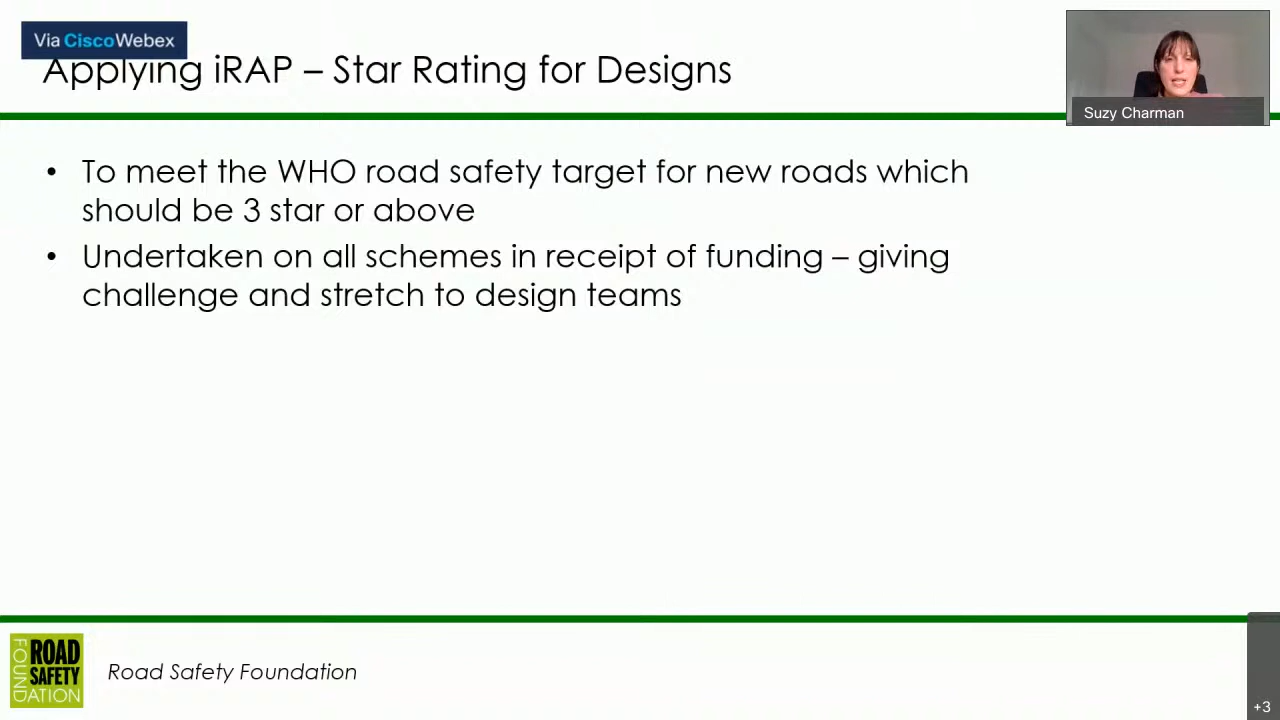 Via Cisco Webex
Applying iRAP – Star Rating for Designs
Suzy Charman
• To meet the WHO road safety target for new roads which
should be 3 star or above
• Undertaken on all schemes in receipt of funding – giving
challenge and stretch to design teams
ROAD
SAFETY
FOUNDATION
Road Safety Foundation
+3